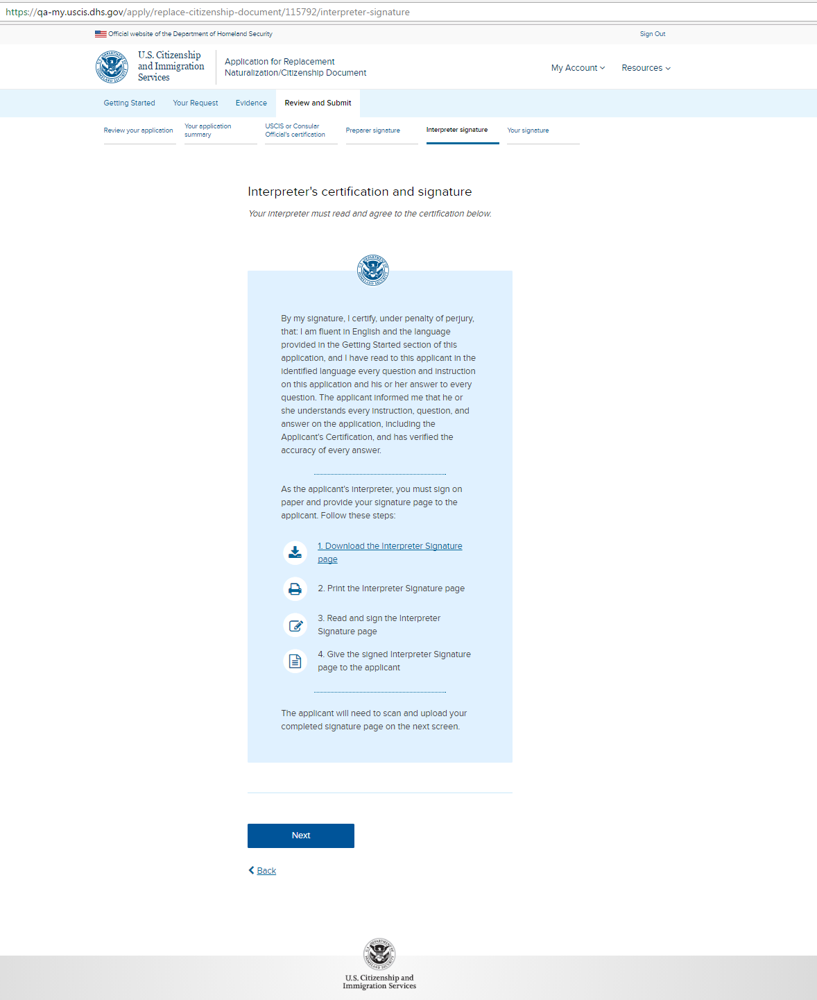 https://qa-my.uscis.dhs.gov/apply/replace-citizenship-document/115792/interpreter-signature
Official website of the Department of Homeland Security
Sign Out
U.S. Citizenship
and Immigration
Services
Application for Replacement
Naturalization/Citizenship Document
My Account
Resources
Getting Started
Your Request
Evidence
Review and Submit
Review your application
Your application
summary
USCIS or Consular
Official's certification
Preparer signature
Interpreter signature
Your signature
Interpreter's certification and signature
Your interpreter must read and agree to the certification below.
U.S. DEPARTMENT OF HOMELAND SECURITY
By my signature, I certify, under penalty of perjury,
that: I am fluent in English and the language
provided in the Getting Started section of this
application, and I have read to this applicant in the
identified language every question and instruction
on this application and his or her answer to every
question. The applicant informed me that he or
she understands every instruction, question, and
answer on the application, including the
Applicant's Certification, and has verified the
accuracy of every answer.
As the applicant's interpreter, you must sign on
paper and provide your signature page to the
applicant. Follow these steps:
1. Download the Interpreter Signature
page
2. Print the Interpreter Signature page
3. Read and sign the Interpreter
Signature page
4. Give the signed Interpreter Signature
page to the applicant
The applicant will need to scan and upload your
completed signature page on the next screen.
Next
Back
U.S. DEPARTMENT OF HOMELAND SECURITY
U.S. Citizenship and
Immigration Services